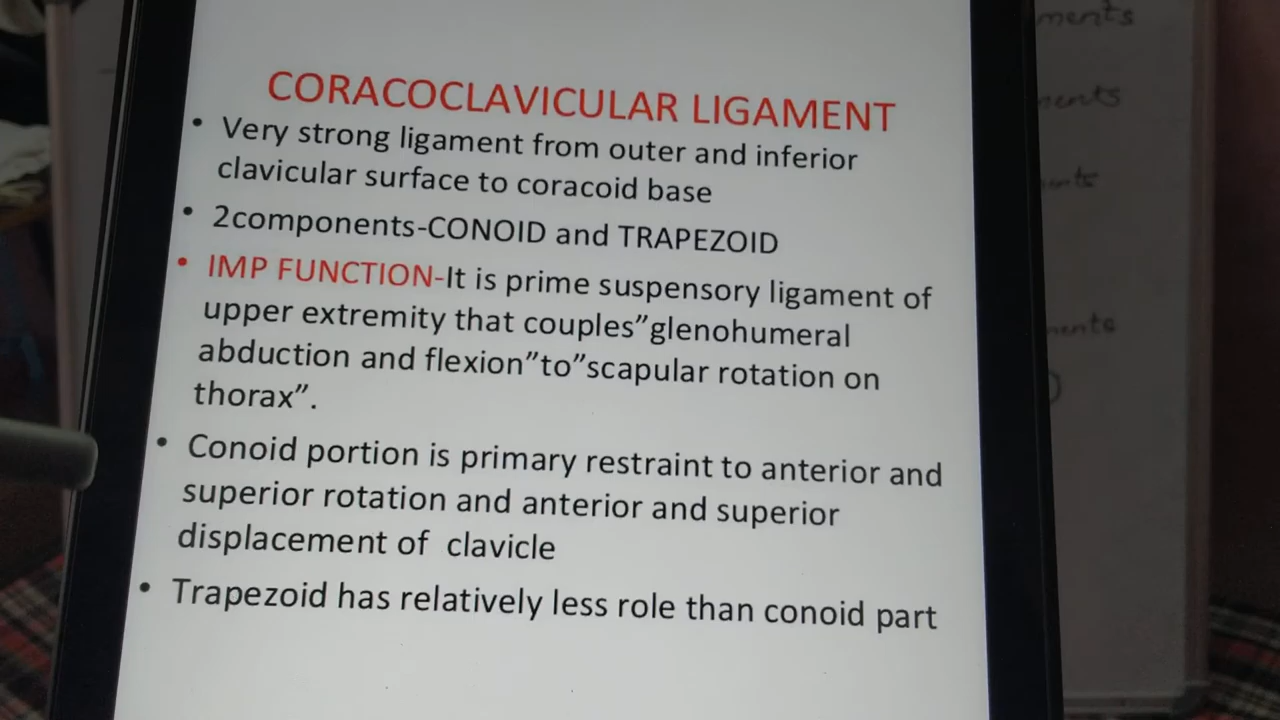 CORACOCLAVICULAR LIGAMENT
• Very strong ligament from outer and inferior
clavicular surface to coracoid base
• 2components-CONOID and TRAPEZOID
• IMP FUNCTION-It is prime suspensory ligament of
upper extremity that couples”glenohumeral
abduction and flexion”to”scapular rotation on
thorax”.
• Conoid portion is primary restraint to anterior and
superior rotation and anterior and superior
displacement of clavicle
• Trapezoid has relatively less role than conoid part